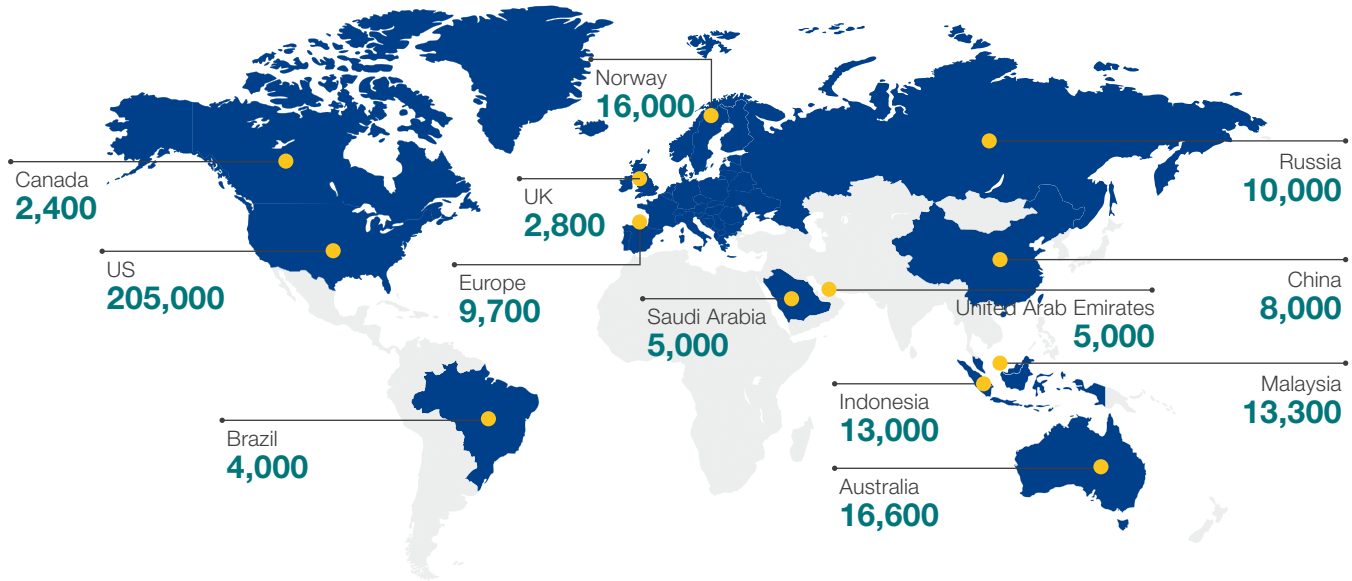 Norway
16,000
Russia
10,000
Canada
2,400
UK
2,800
US
205,000
Europe
9,700
China
8,000
Saudi Arabia
5,000
United Arab Emirates
5,000
Malaysia
13,300
Indonesia
13,000
Brazil
4,000
Australia
16,600